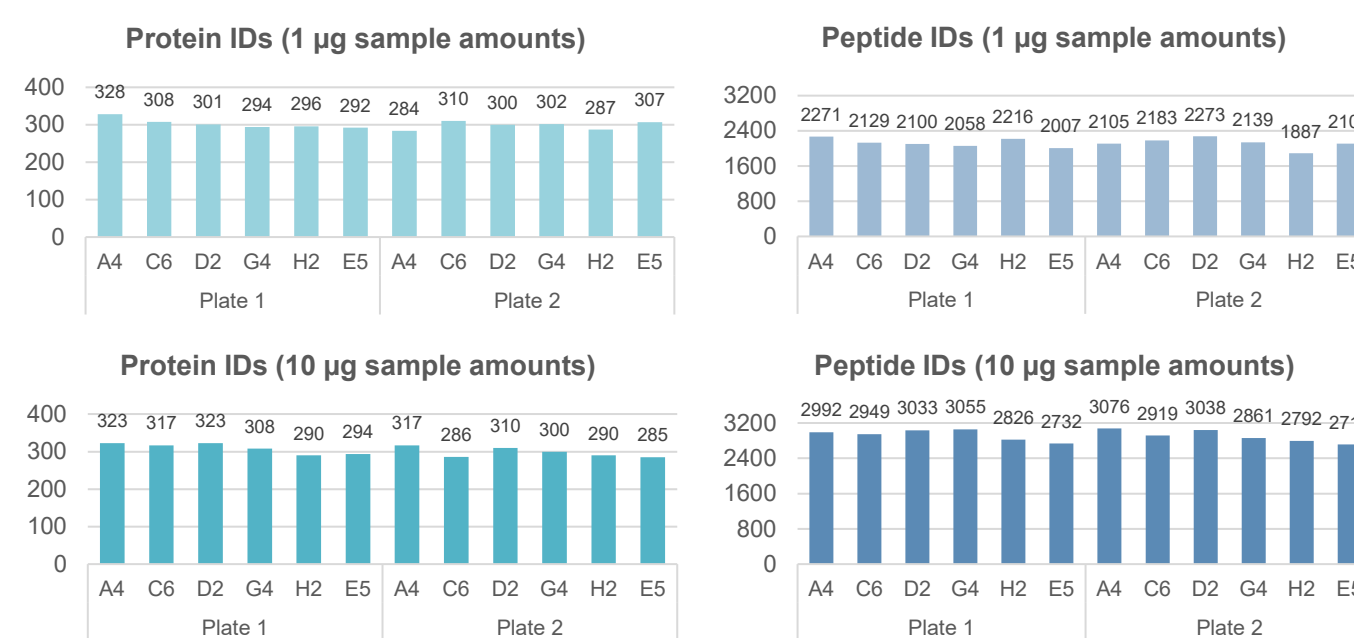 Protein IDs (1 µg sample amounts)
400
300
200
100
0
328 308 301 294 296 292 284 310 300 302 287 307
A4 C6 D2 G4 H2 E5 A4 C6 D2 G4 H2 E5
Plate 1 Plate 2
Peptide IDs (1 µg sample amounts)
3200
2400
1600
800
0
2271 2129 2100 2058 2216 2007 2105 2183 2273 2139 1887
A4 C6 D2 G4 H2 E5 A4 C6 D2 G4 H2
Plate 1 Plate 2
Protein IDs (10 µg sample amounts)
400
300
200
100
0
323 317 323 308 290 294 317 286 310 300 290 285
A4 C6 D2 G4 H2 E5 A4 C6 D2 G4 H2 E5
Plate 1 Plate 2
Peptide IDs (10 µg sample amounts)
3200
2400
1600
800
0
2992 2949 3033 3055 2826 2732 3076 2919 3038 2861 2792
A4 C6 D2 G4 H2 E5 A4 C6 D2 G4 H2
Plate 1 Plate 2